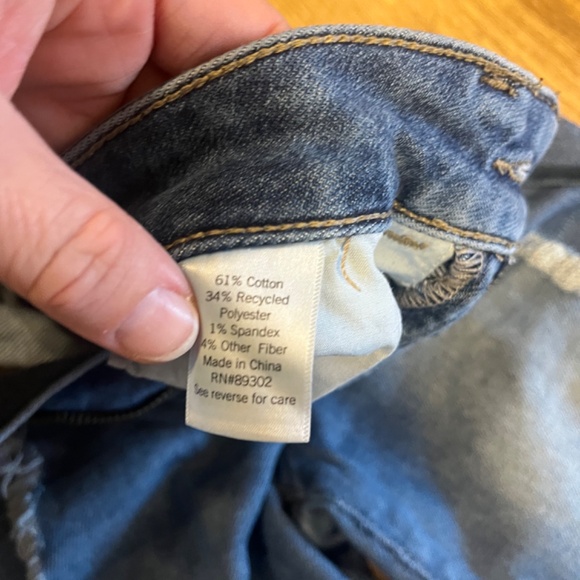 61% Cotton
34% Recycled
Polyester
1% Spandex
4% Other Fiber
Made in China
RN#89302
See reverse for care